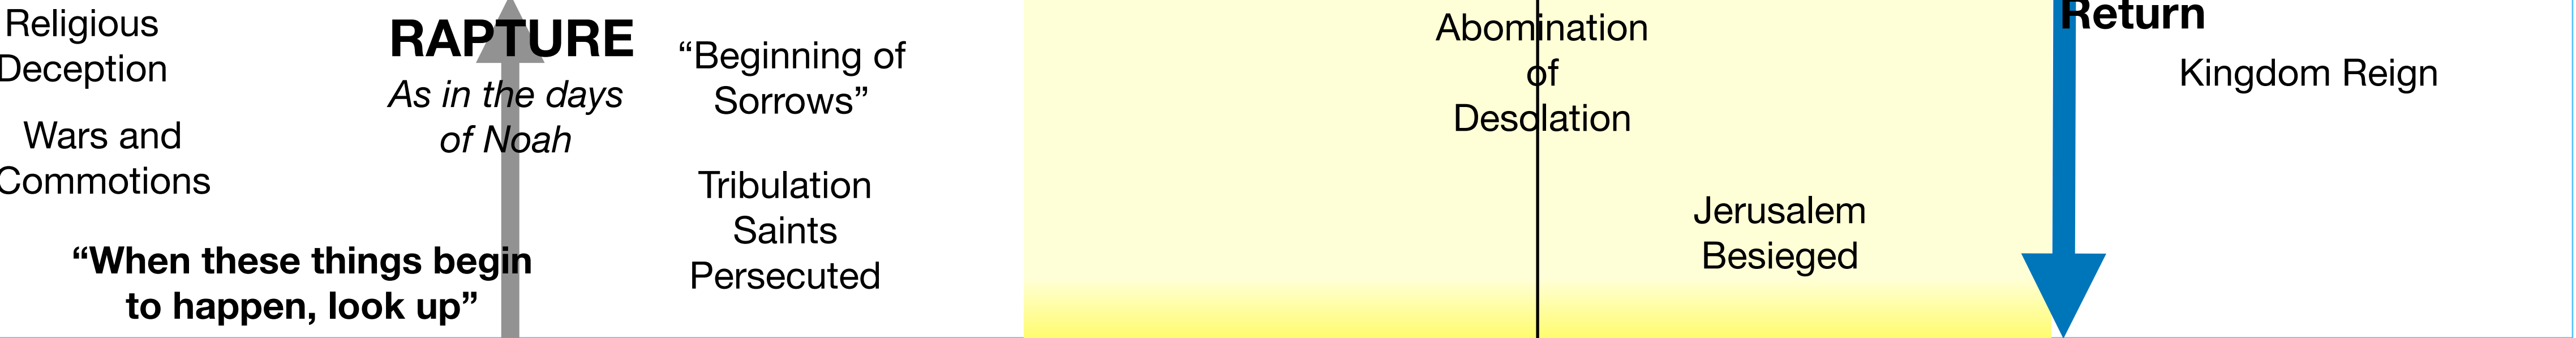 Religious
Deception
Wars and
Commotions
“When these things begin
to happen, look up”
RAPTURE
As in the days
of Noah
“Beginning of
Sorrows”
Tribulation
Saints
Persecuted
Abomination
of
Desolation
Jerusalem
Besieged
Return
Kingdom Reign